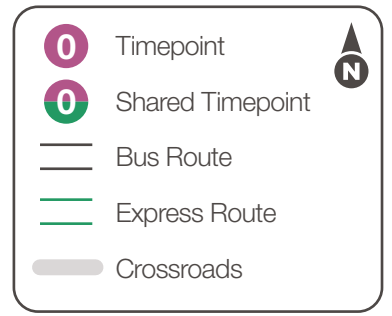 0 Timepoint
N
0 Shared Timepoint
Bus Route
Express Route
Crossroads